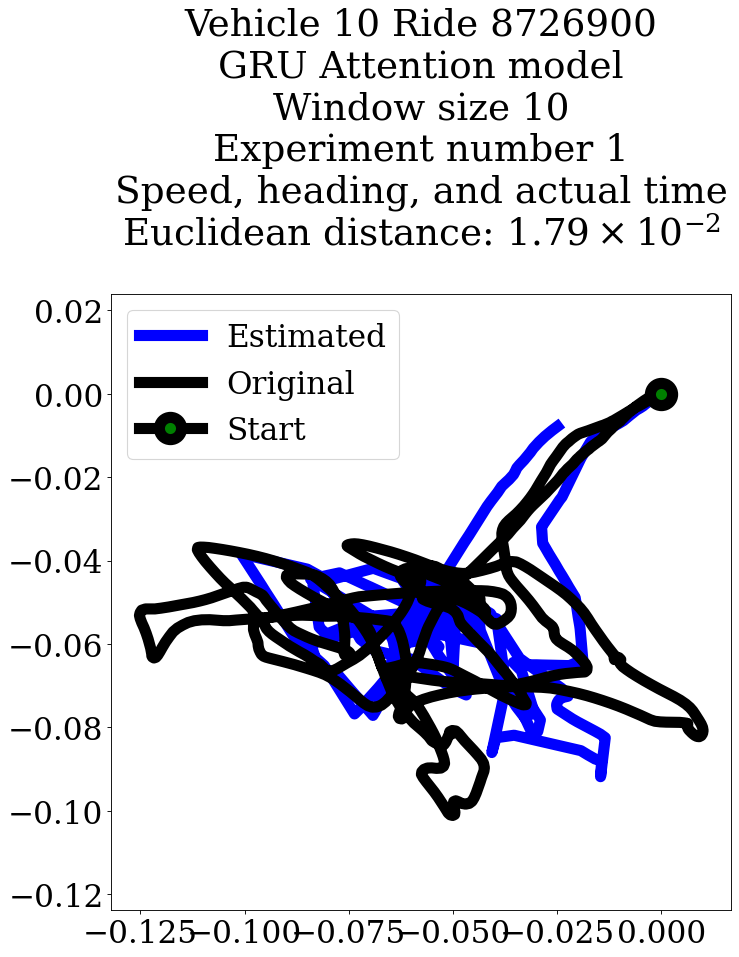 Vehicle 10 Ride 8726900
GRU Attention model
Window size 10
Experiment number 1
Speed, heading, and actual time
Euclidean distance: 1.79 × 10⁻²
Estimated
Original
Start
0.02
0.00
−0.02
−0.04
−0.06
−0.08
−0.10
−0.12
−0.125 −0.100 −0.075 −0.050 −0.025 0.000